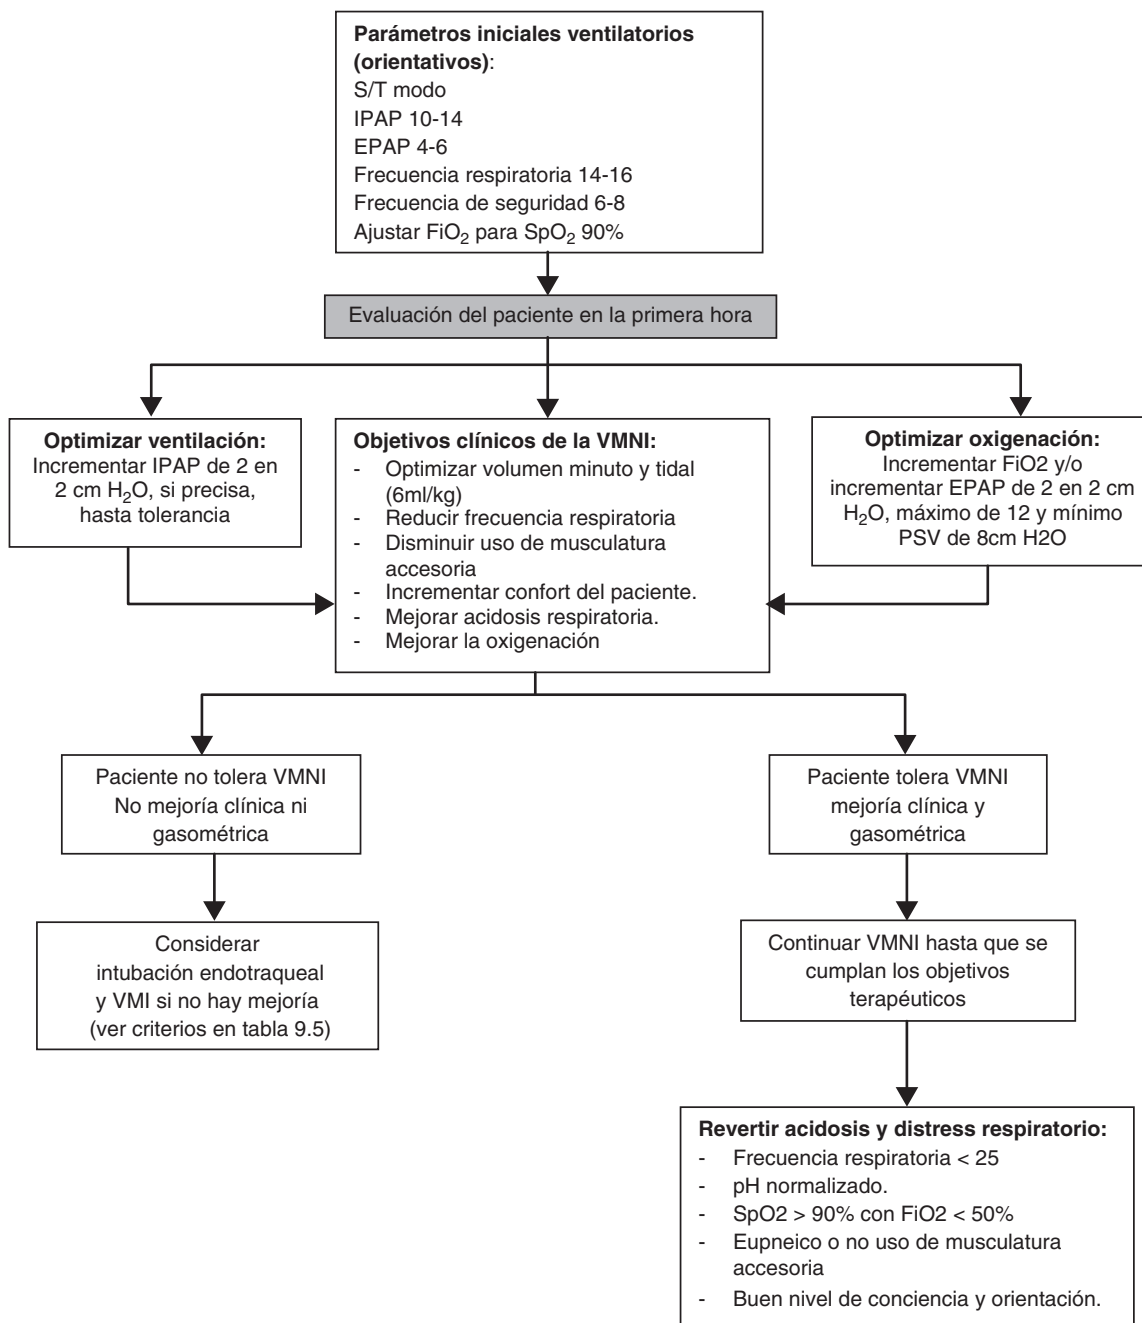 Parámetros iniciales ventilatorios
(orientativos):
S/T modo
IPAP 10-14
EPAP 4-6
Frecuencia respiratoria 14-16
Frecuencia de seguridad 6-8
Ajustar FiO₂ para SpO₂ 90%
Evaluación del paciente en la primera hora
Optimizar ventilación:
Incrementar IPAP de 2 en
2 cm H₂O, si precisa,
hasta tolerancia
Objetivos clínicos de la VMNI:
- Optimizar volumen minuto y tidal
(6ml/kg)
- Reducir frecuencia respiratoria
- Disminuir uso de musculatura
accesoria
- Incrementar confort del paciente.
- Mejorar acidosis respiratoria.
- Mejorar la oxigenación
Optimizar oxigenación:
Incrementar FiO2 y/o
incrementar EPAP de 2 en 2 cm
H₂O, máximo de 12 y mínimo
PSV de 8cm H2O
Paciente no tolera VMNI
No mejoría clínica ni
gasométrica
Paciente tolera VMNI
mejoría clínica y
gasométrica
Considerar
intubación endotraqueal
y VMI si no hay mejoría
(ver criterios en tabla 9.5)
Continuar VMNI hasta que se
cumplan los objetivos
terapéuticos
Revertir acidosis y distress respiratorio:
- Frecuencia respiratoria < 25
- pH normalizado.
- SpO2 > 90% con FiO2 < 50%
- Eupneico o no uso de musculatura
accesoria
- Buen nivel de conciencia y orientación.